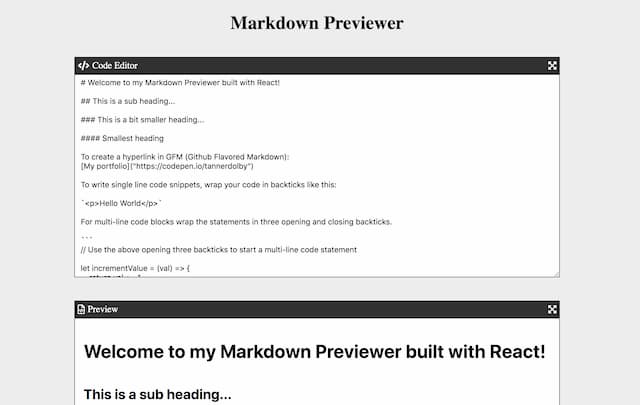 Markdown Previewer
Code Editor
# Welcome to my Markdown Previewer built with React!
## This is a sub heading...
### This is a bit smaller heading...
#### Smallest heading
To create a hyperlink in GFM (Github Flavored Markdown):
[My portfolio]("https://codepen.io/tannerdolby")
To write single line code snippets, wrap your code in backticks like this:
`<p>Hello World</p>`
For multi-line code blocks wrap the statements in three opening and closing backticks.
```
// Use the above opening three backticks to start a multi-line code statement
let incrementValue = (val) => {
Preview
Welcome to my Markdown Previewer built with React!
This is a sub heading...